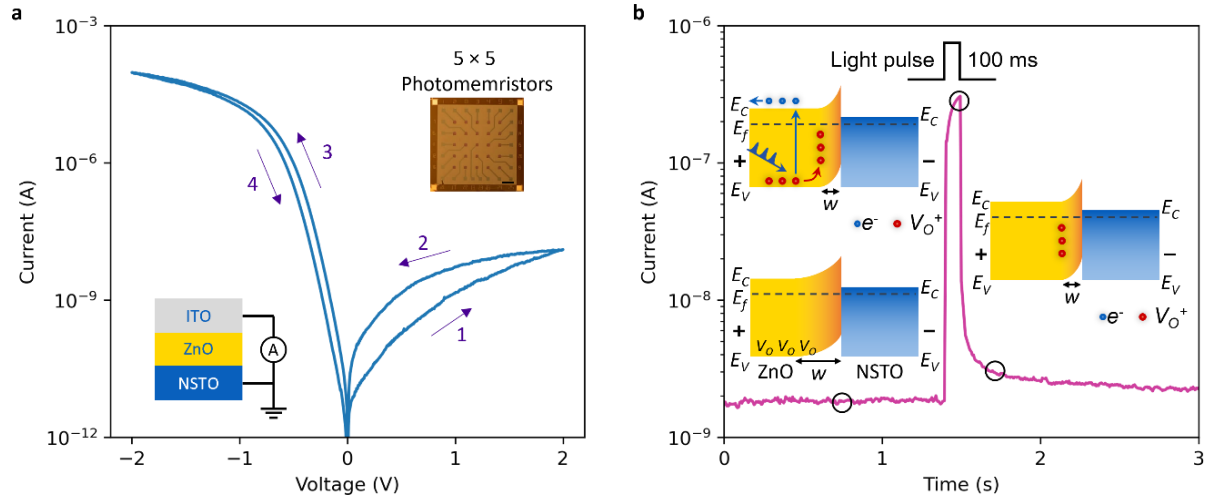 a
10⁻³
10⁻⁶
10⁻⁹
10⁻¹²
Current (A)
−2
−1
0
1
2
Voltage (V)
5 × 5
Photomemristors
3
4
2
1
ITO
ZnO
NSTO
A
b
10⁻⁶
10⁻⁷
10⁻⁸
10⁻⁹
Current (A)
0
1
2
3
Time (s)
Light pulse
100 ms
E_C
E_f
+
E_V
E_C
−
E_V
w
e⁻ V_O⁺
E_C
E_f
+
E_V
E_C
−
E_V
V_O V_O V_O
w
ZnO
NSTO
E_C
E_f
+
E_V
E_C
−
E_V
w
e⁻ V_O⁺